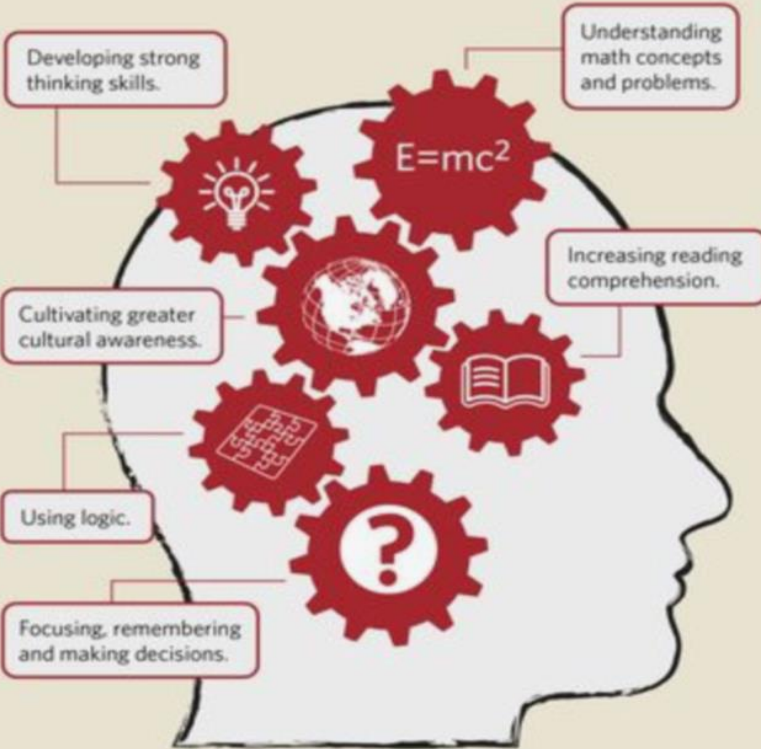 Developing strong
thinking skills.
Understanding
math concepts
and problems.
E=mc²
Increasing reading
comprehension.
Cultivating greater
cultural awareness.
Using logic.
?
Focusing, remembering
and making decisions.